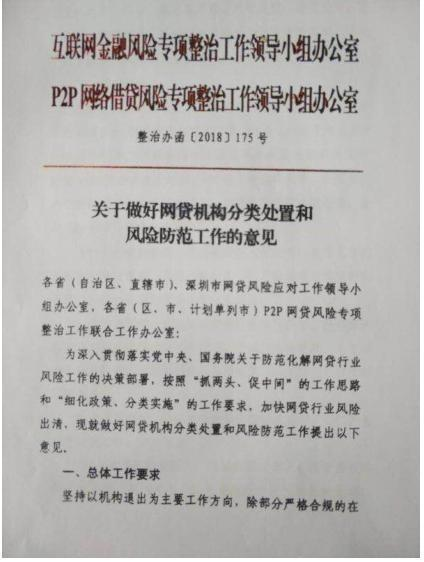 互联网金融风险专项整治工作领导小组办公室
P2P网络借贷风险专项整治工作领导小组办公室
整治办函〔2018〕175号
关于做好网贷机构分类处置和
风险防范工作的意见
各省（自治区、直辖市）、深圳市网贷风险应对工作领导小
组办公室，各省（区、市、计划单列市）P2P网贷风险专项
整治工作联合工作办公室：
为深入贯彻落实党中央、国务院关于防范化解网贷行业
风险工作的决策部署，按照“抓两头、促中间”的工作思路
和“细化政策、分类实施”的工作要求，加快网贷行业风险
出清，现就做好网贷机构分类处置和风险防范工作提出以下
意见。
一、总体工作要求
坚持以机构退出为主要工作方向，除部分严格合规的在